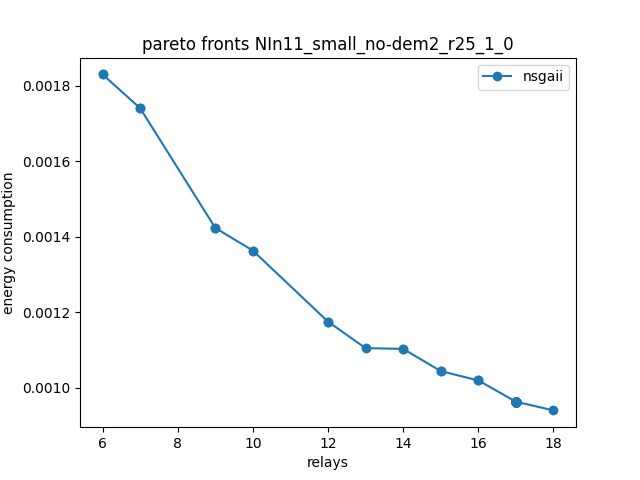 pareto fronts NIn11_small_no-dem2_r25_1_0
nsgaii
energy consumption
0.0018
0.0016
0.0014
0.0012
0.0010
6 8 10 12 14 16 18
relays